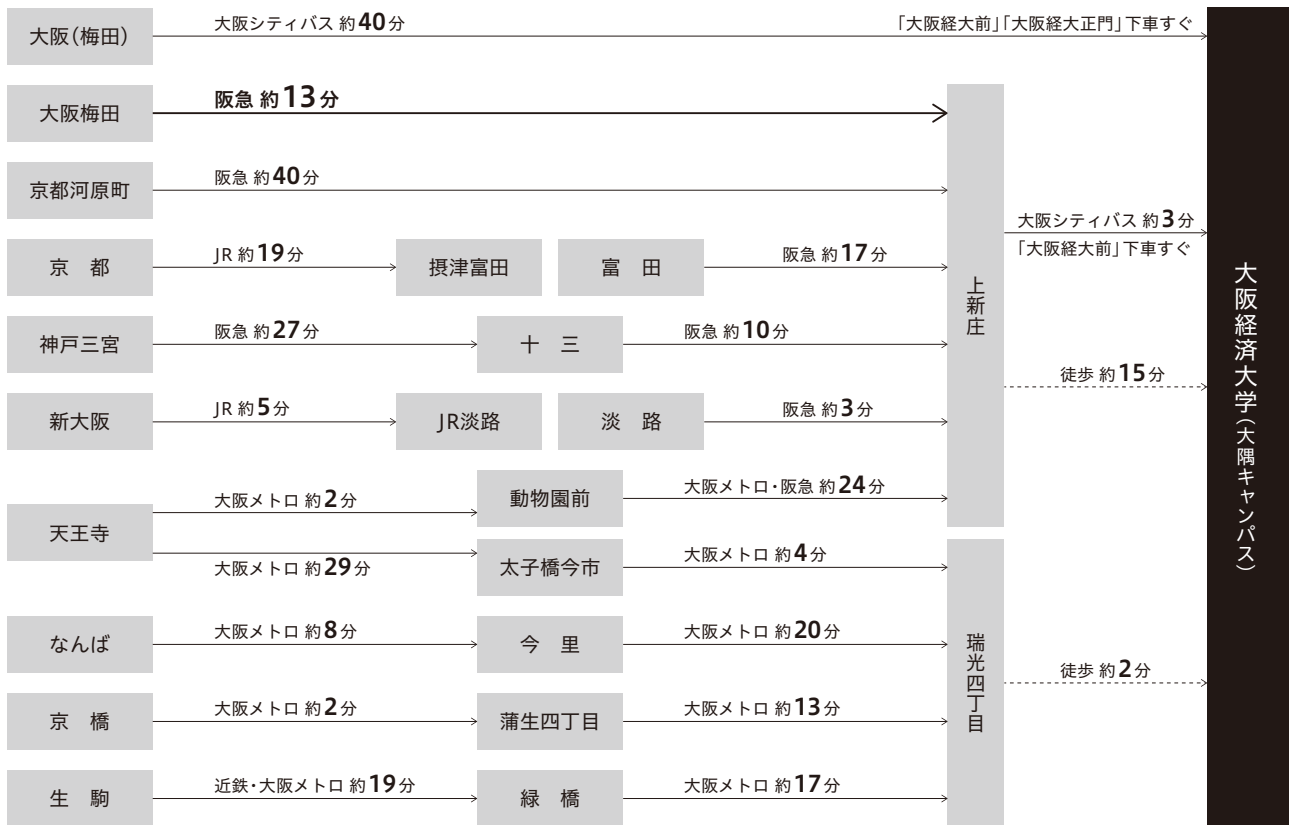 大阪（梅田）
大阪シティバス 約40分
「大阪経大前」「大阪経大正門」下車すぐ
大阪梅田
阪急 約13分
京都河原町
阪急 約40分
京　都
JR 約19分
摂津富田
富　田
阪急 約17分
神戸三宮
阪急 約27分
十　三
阪急 約10分
新大阪
JR 約5分
JR淡路
淡　路
阪急 約3分
天王寺
大阪メトロ 約2分
動物園前
大阪メトロ・阪急 約24分
大阪メトロ 約29分
太子橋今市
大阪メトロ 約4分
なんば
大阪メトロ 約8分
今　里
大阪メトロ 約20分
京　橋
大阪メトロ 約2分
蒲生四丁目
大阪メトロ 約13分
生　駒
近鉄・大阪メトロ 約19分
緑　橋
大阪メトロ 約17分
上新庄
大阪シティバス 約3分
「大阪経大前」下車すぐ
徒歩 約15分
瑞光四丁目
徒歩 約2分
大阪経済大学（大隅キャンパス）